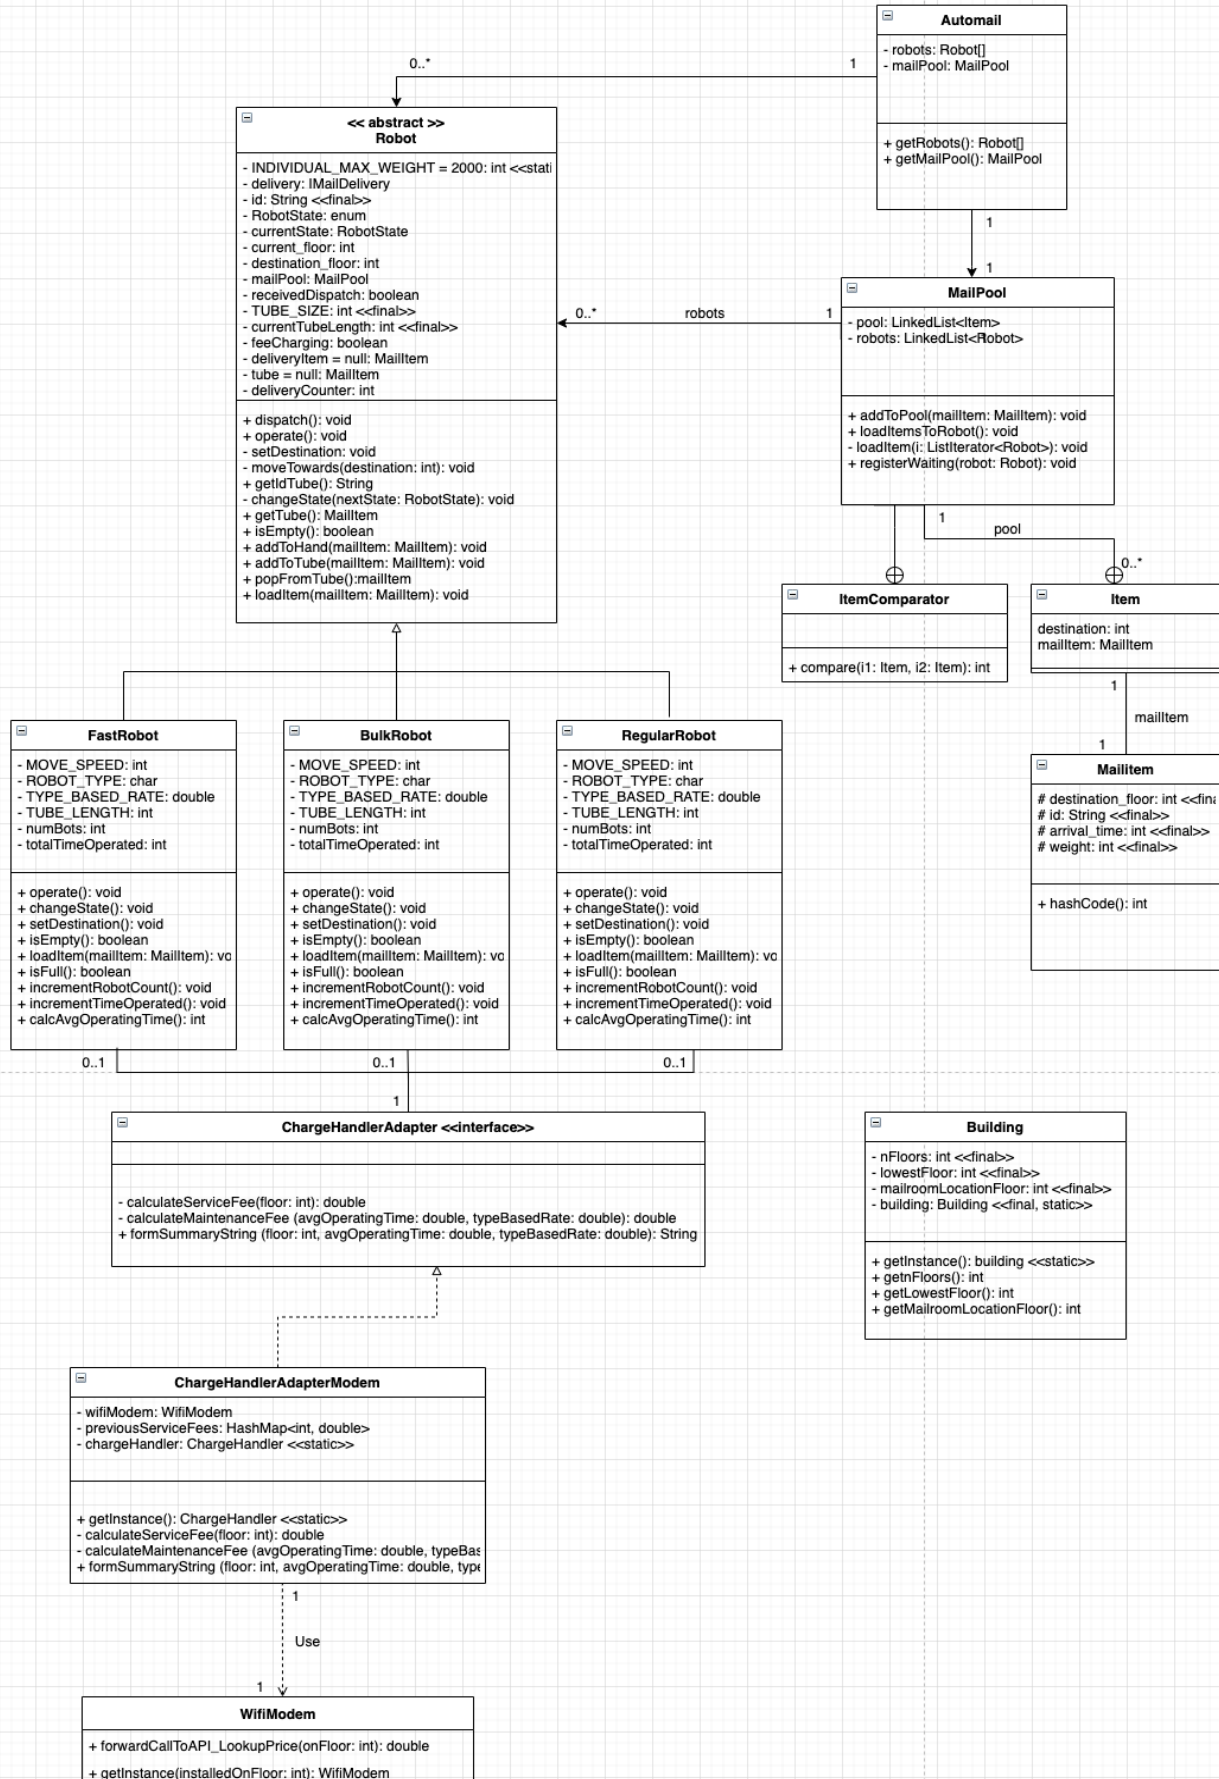 Automail
- robots: Robot[]
- mailPool: MailPool
+ getRobots(): Robot[]
+ getMailPool(): MailPool
0..*
1
<< abstract >>
Robot
- INDIVIDUAL_MAX_WEIGHT = 2000: int <<stati
- delivery: IMailDelivery
- id: String <<final>>
- RobotState: enum
- currentState: RobotState
- current_floor: int
- destination_floor: int
- mailPool: MailPool
- receivedDispatch: boolean
- TUBE_SIZE: int <<final>>
- currentTubeLength: int <<final>>
- feeCharging: boolean
- deliveryItem = null: MailItem
- tube = null: MailItem
- deliveryCounter: int
+ dispatch(): void
+ operate(): void
- setDestination: void
- moveTowards(destination: int): void
+ getIdTube(): String
- changeState(nextState: RobotState): void
+ getTube(): MailItem
+ isEmpty(): boolean
+ addToHand(mailItem: MailItem): void
+ addToTube(mailItem: MailItem): void
+ popFromTube():mailItem
+ loadItem(mailItem: MailItem): void
1
1
0..*
robots
1
MailPool
- pool: LinkedList<Item>
- robots: LinkedList<Robot>
+ addToPool(mailItem: MailItem): void
+ loadItemsToRobot(): void
- loadItem(i: ListIterator<Robot>): void
+ registerWaiting(robot: Robot): void
1
pool
0..*
ItemComparator
+ compare(i1: Item, i2: Item): int
Item
destination: int
mailItem: MailItem
1
mailItem
1
MailItem
# destination_floor: int <<fina
# id: String <<final>>
# arrival_time: int <<final>>
# weight: int <<final>>
+ hashCode(): int
FastRobot
- MOVE_SPEED: int
- ROBOT_TYPE: char
- TYPE_BASED_RATE: double
- TUBE_LENGTH: int
- numBots: int
- totalTimeOperated: int
+ operate(): void
+ changeState(): void
+ setDestination(): void
+ isEmpty(): boolean
+ loadItem(mailItem: MailItem): vo
+ isFull(): boolean
+ incrementRobotCount(): void
+ incrementTimeOperated(): void
+ calcAvgOperatingTime(): int
BulkRobot
- MOVE_SPEED: int
- ROBOT_TYPE: char
- TYPE_BASED_RATE: double
- TUBE_LENGTH: int
- numBots: int
- totalTimeOperated: int
+ operate(): void
+ changeState(): void
+ setDestination(): void
+ isEmpty(): boolean
+ loadItem(mailItem: MailItem): vo
+ isFull(): boolean
+ incrementRobotCount(): void
+ incrementTimeOperated(): void
+ calcAvgOperatingTime(): int
RegularRobot
- MOVE_SPEED: int
- ROBOT_TYPE: char
- TYPE_BASED_RATE: double
- TUBE_LENGTH: int
- numBots: int
- totalTimeOperated: int
+ operate(): void
+ changeState(): void
+ setDestination(): void
+ isEmpty(): boolean
+ loadItem(mailItem: MailItem): vo
+ isFull(): boolean
+ incrementRobotCount(): void
+ incrementTimeOperated(): void
+ calcAvgOperatingTime(): int
0..1
0..1
0..1
1
ChargeHandlerAdapter <<interface>>
- calculateServiceFee(floor: int): double
- calculateMaintenanceFee (avgOperatingTime: double, typeBasedRate: double): double
+ formSummaryString (floor: int, avgOperatingTime: double, typeBasedRate: double): String
Building
- nFloors: int <<final>>
- lowestFloor: int <<final>>
- mailroomLocationFloor: int <<final>>
- building: Building <<final, static>>
+ getInstance(): building <<static>>
+ getnFloors(): int
+ getLowestFloor(): int
+ getMailroomLocationFloor(): int
ChargeHandlerAdapterModem
- wifiModem: WifiModem
- previousServiceFees: HashMap<int, double>
- chargeHandler: ChargeHandler <<static>>
+ getInstance(): ChargeHandler <<static>>
- calculateServiceFee(floor: int): double
- calculateMaintenanceFee (avgOperatingTime: double, typeBas
+ formSummaryString (floor: int, avgOperatingTime: double, type
1
Use
1
WifiModem
+ forwardCallToAPI_LookupPrice(onFloor: int): double
+ getInstance(installedOnFloor: int): WifiModem